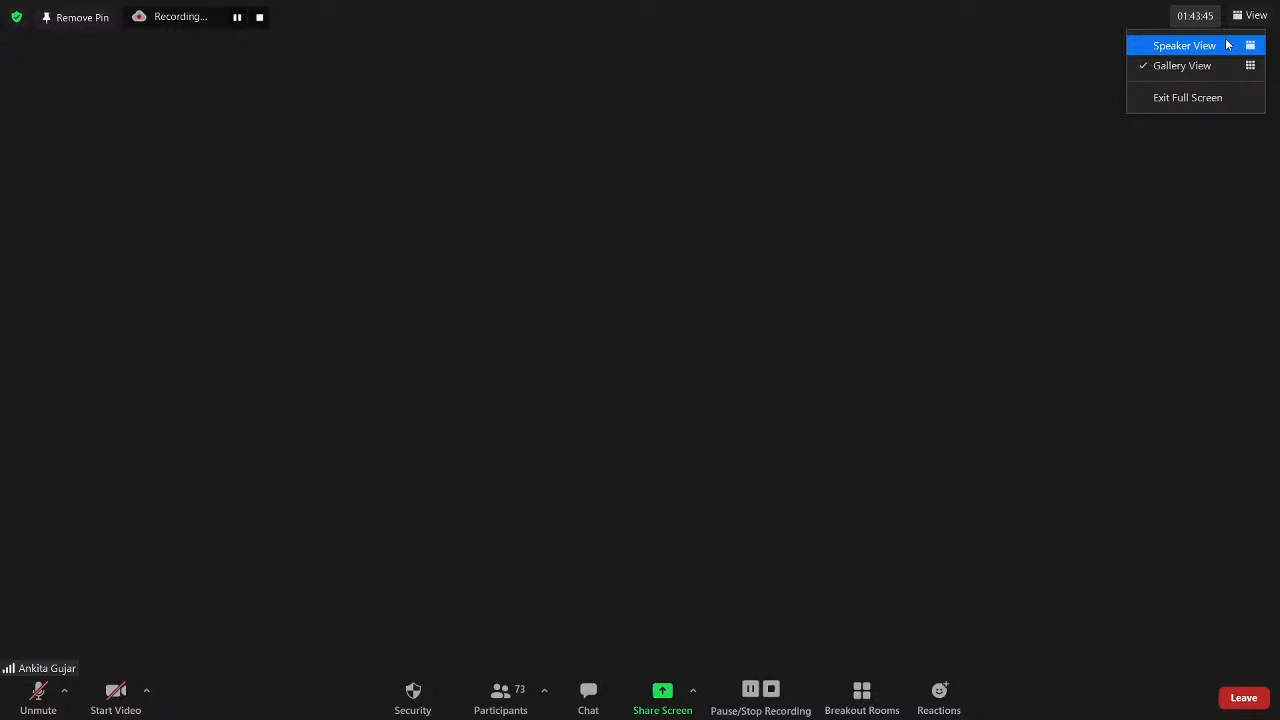 Remove Pin
Recording...
01:43:45
View
Speaker View
Gallery View
Exit Full Screen
Ankita Gujar
Unmute
Start Video
Security
73
Participants
Chat
Share Screen
Pause/Stop Recording
Breakout Rooms
Reactions
Leave